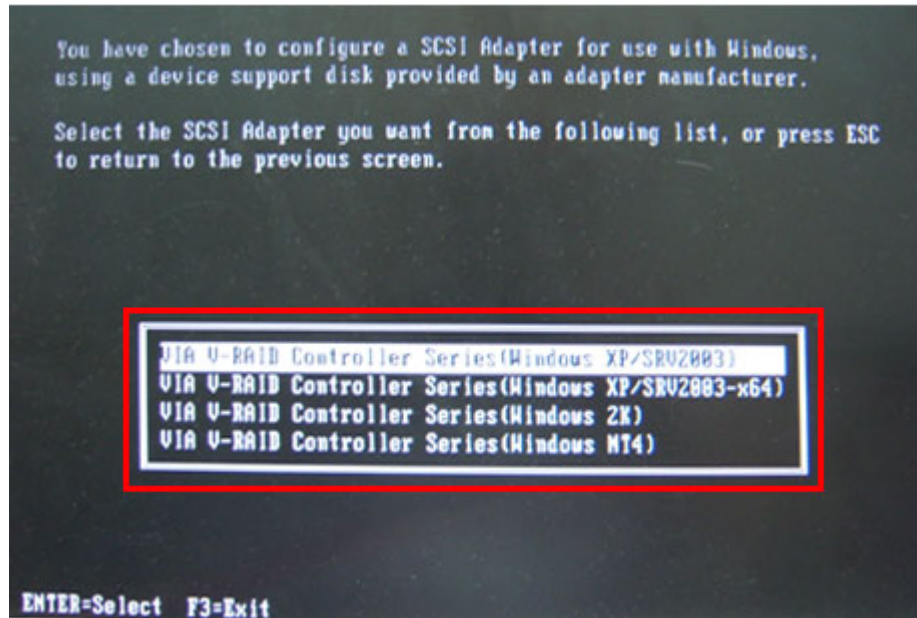 You have chosen to configure a SCSI Adapter for use with Windows,
using a device support disk provided by an adapter manufacturer.
Select the SCSI Adapter you want from the following list, or press ESC
to return to the previous screen.
VIA V-RAID Controller Series(Windows XP/SRV2003)
VIA V-RAID Controller Series(Windows XP/SRV2003-x64)
VIA V-RAID Controller Series(Windows 2K)
VIA V-RAID Controller Series(Windows NT4)
ENTER=Select F3=Exit